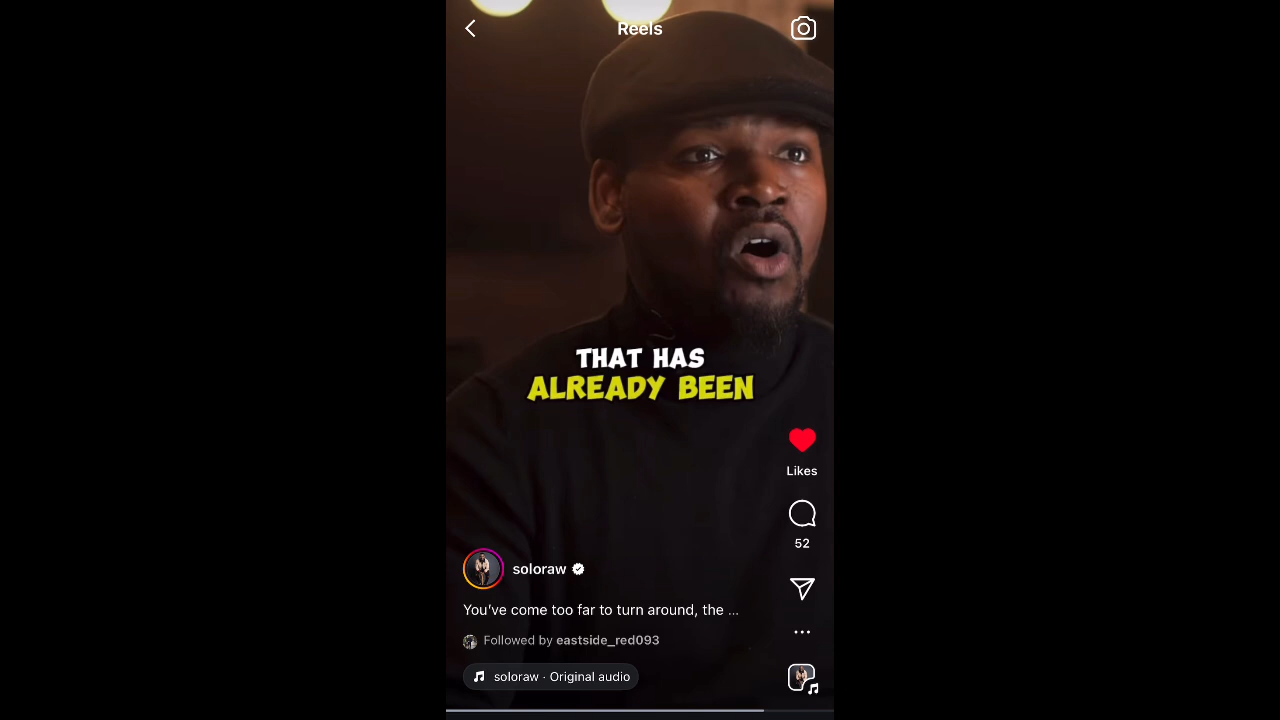 Reels
THAT HAS
ALREADY BEEN
Likes
52
soloraw
You've come too far to turn around, the ...
Followed by eastside_red093
soloraw · Original audio